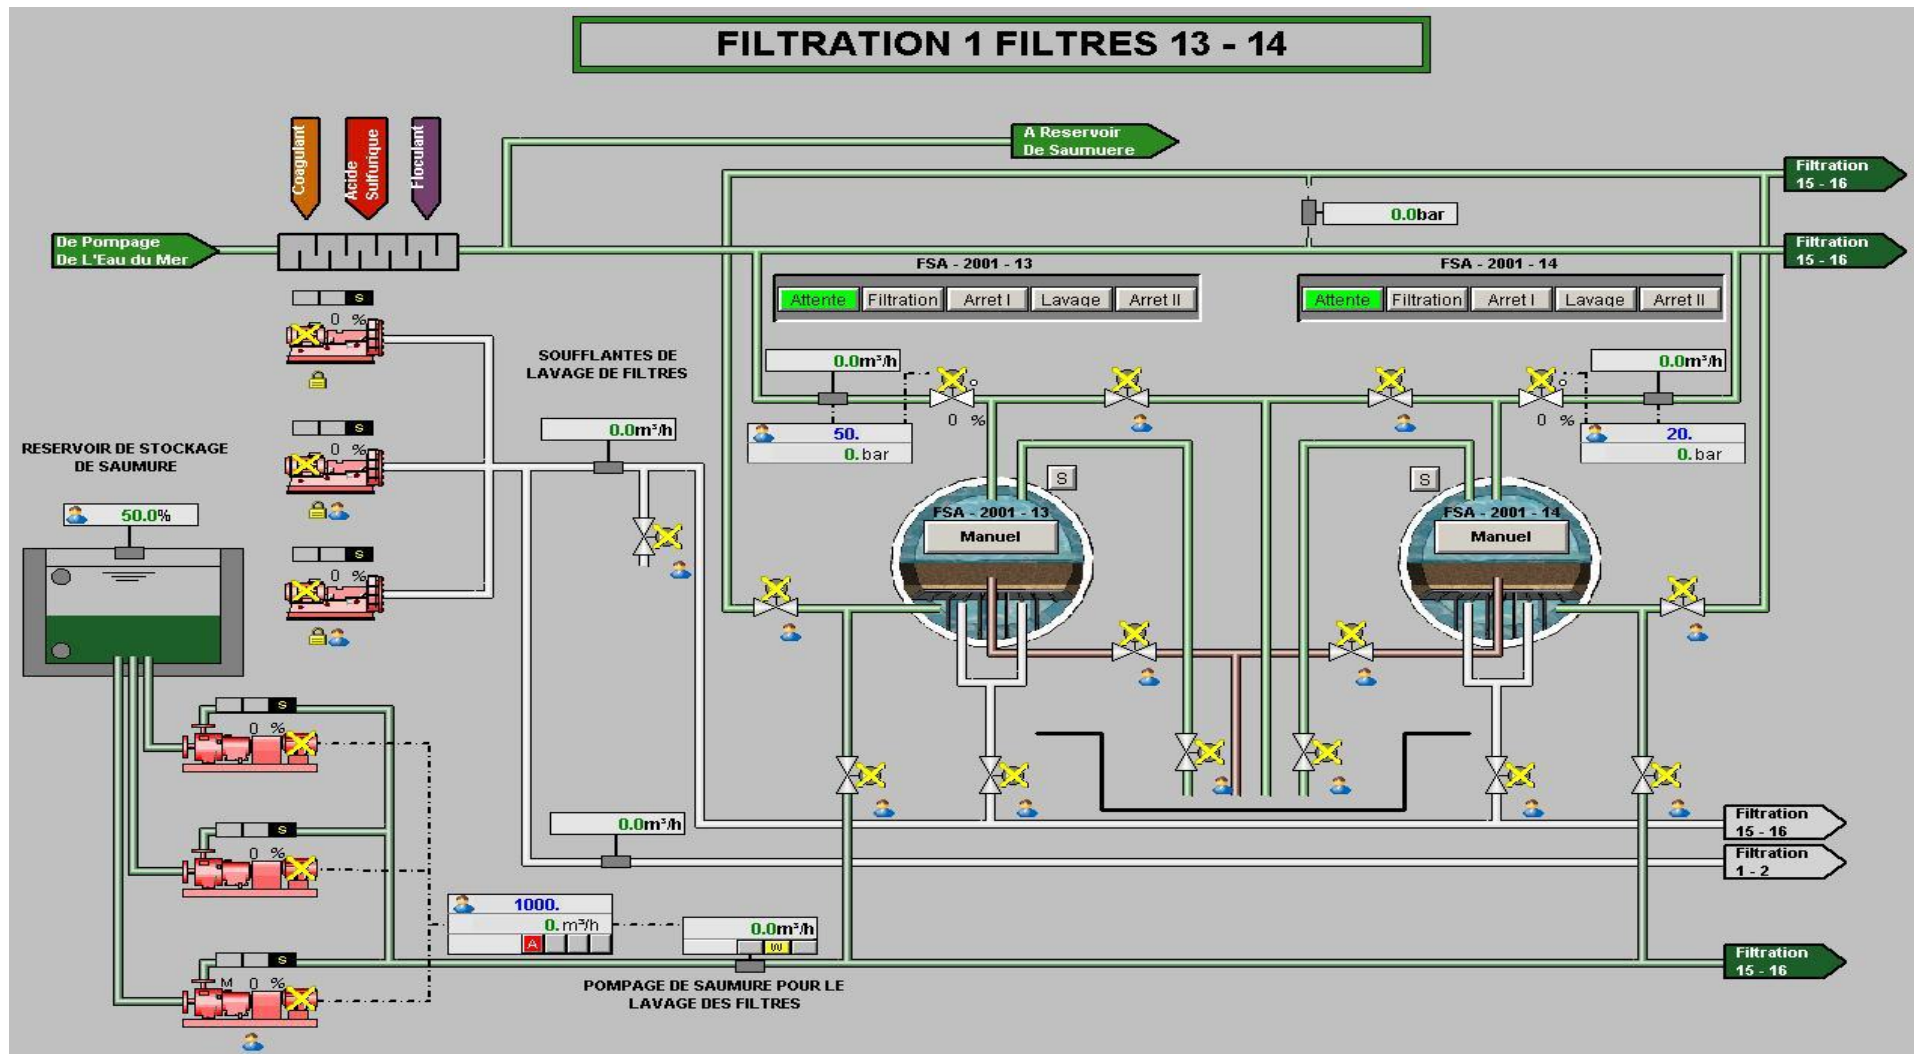 FILTRATION 1 FILTRES 13 - 14
Coagulant
Acide
Sulfurique
Floculant
A Reservoir
De Saumuere
Filtration
15 - 16
0.0bar
De Pompage
De L'Eau du Mer
Filtration
15 - 16
FSA - 2001 - 13
FSA - 2001 - 14
Attente Filtration Arret I Lavage Arret II
Attente Filtration Arret I Lavage Arret II
S
0 %
SOUFFLANTES DE
LAVAGE DE FILTRES
0.0m³/h
0.0m³/h
0 %
0 %
S
0 %
0.0m³/h
50.
0. bar
20.
0. bar
RESERVOIR DE STOCKAGE
DE SAUMURE
S
S
50.0%
FSA - 2001 - 13
Manuel
FSA - 2001 - 14
Manuel
S
0 %
S
0 %
S
0 %
0.0m³/h
Filtration
15 - 16
Filtration
1 - 2
1000.
0. m³/h
A
0.0m³/h
W
S
M 0 %
Filtration
15 - 16
POMPAGE DE SAUMURE POUR LE
LAVAGE DES FILTRES